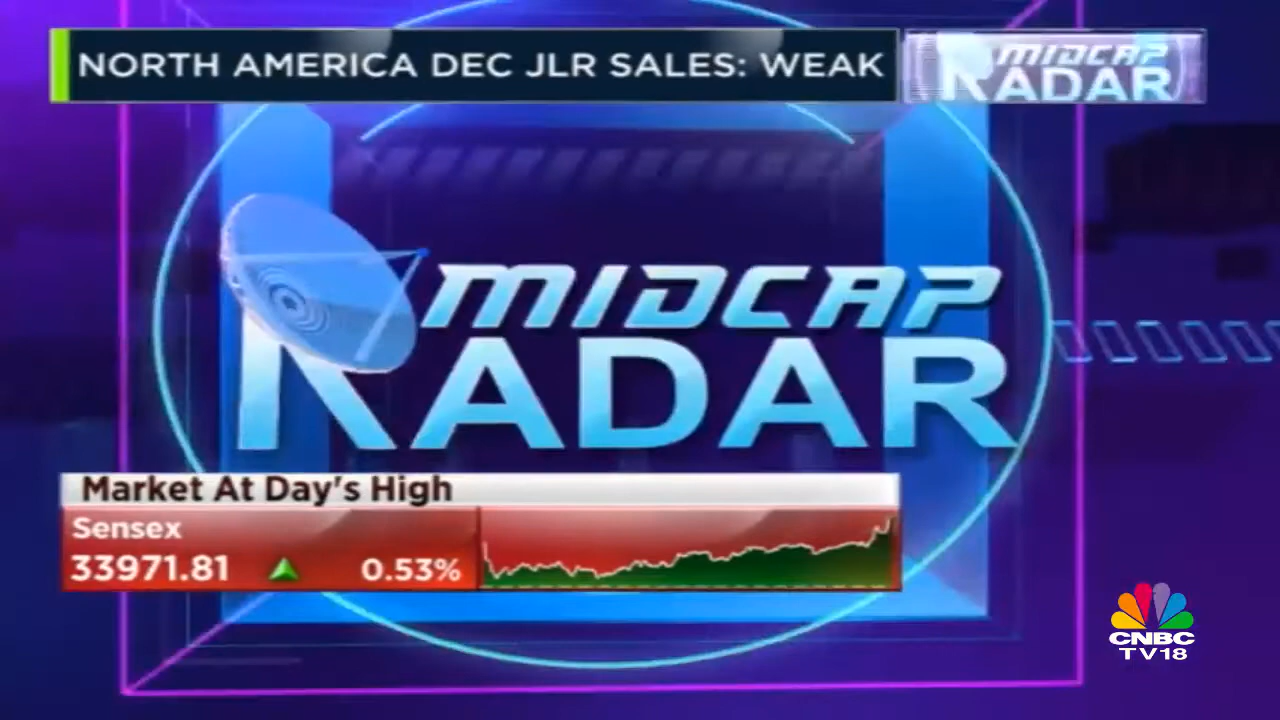 NORTH AMERICA DEC JLR SALES: WEAK
MIDCAP
RADAR
MIDCAP
RADAR
Market At Day's High
Sensex
33971.81 0.53%
CNBC
TV18